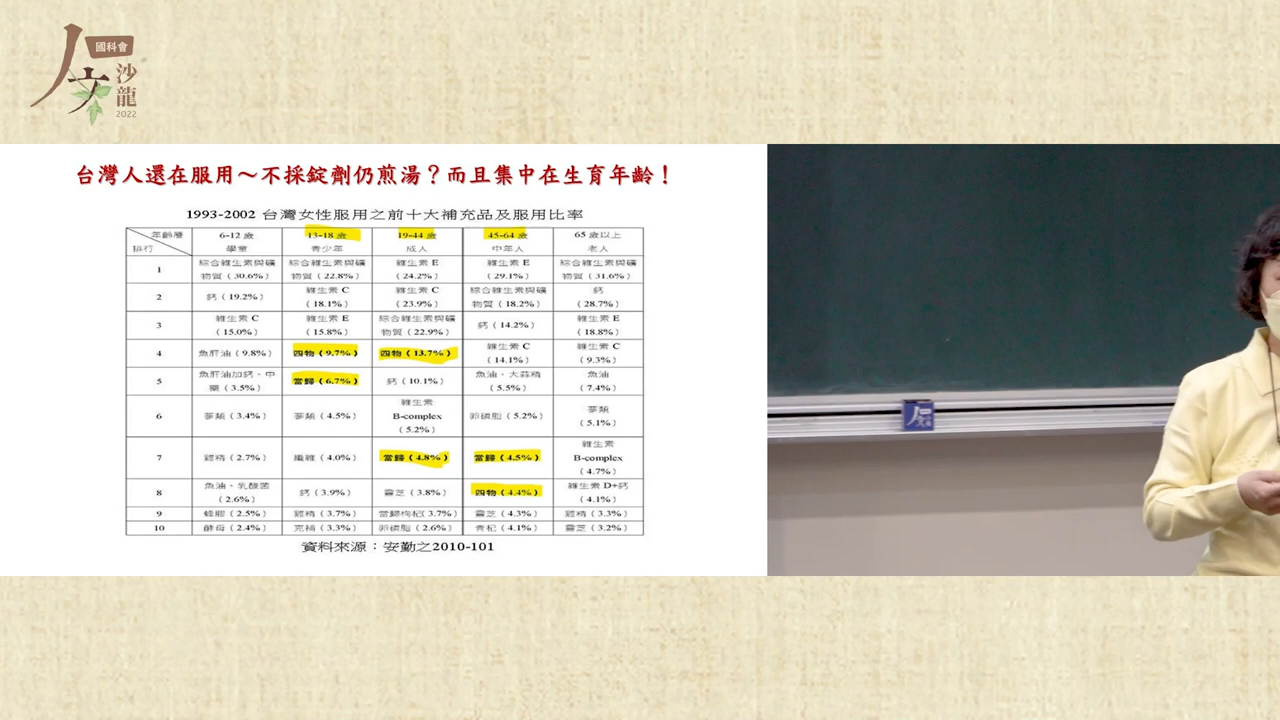 國科會
人文
沙龍
2022
台灣人還在服用～不採錠劑仍煎湯？而且集中在生育年齡！
1993-2002 台灣女性服用之前十大補充品及服用比率
年齡層 6-12 歲 13-18 歲 19-44 歲 45-64 歲 65 歲以上
排行 學童 青少年 成人 中年人 老人
1 綜合維生素與礦 綜合維生素與礦 維生素 E 維生素 E 綜合維生素與礦
物質（30.6%） 物質（22.8%） （24.2%） （29.1%） 物質（31.6%）
2 鈣（19.2%） 維生素 C 維生素 C 綜合維生素與礦 鈣
（18.1%） （23.9%） 物質（18.2%） （28.7%）
3 維生素 C 維生素 E 綜合維生素與礦 鈣（14.2%） 維生素 E
（15.0%） （15.8%） 物質（22.9%） （18.8%）
4 魚肝油（9.8%） 四物（9.7%） 四物（13.7%） 維生素 C 維生素 C
（14.1%） （9.3%）
5 魚肝油加鈣、中 當歸（6.7%） 鈣（10.1%） 魚油、大蒜精 魚油
藥（3.5%） （5.5%） （7.4%）
6 蔘類（3.4%） 蔘類（4.5%） 維生素 卵磷脂（5.2%） 蔘類
B-complex （5.1%）
（5.2%）
7 雞精（2.7%） 纖維（4.0%） 當歸（4.8%） 當歸（4.5%） 維生素
B-complex
（4.7%）
8 魚油、乳酸菌 鈣（3.9%） 靈芝（3.8%） 四物（4.4%） 維生素 D+鈣
（2.6%） （4.1%）
9 蜂膠（2.5%） 雞精（3.7%） 當歸枸杞（3.7%） 靈芝（4.3%） 雞精（3.3%）
10 酵母（2.4%） 克補（3.3%） 卵磷脂（2.6%） （4.1%） 靈芝（3.2%）
資料來源：安勤之2010-101
人文